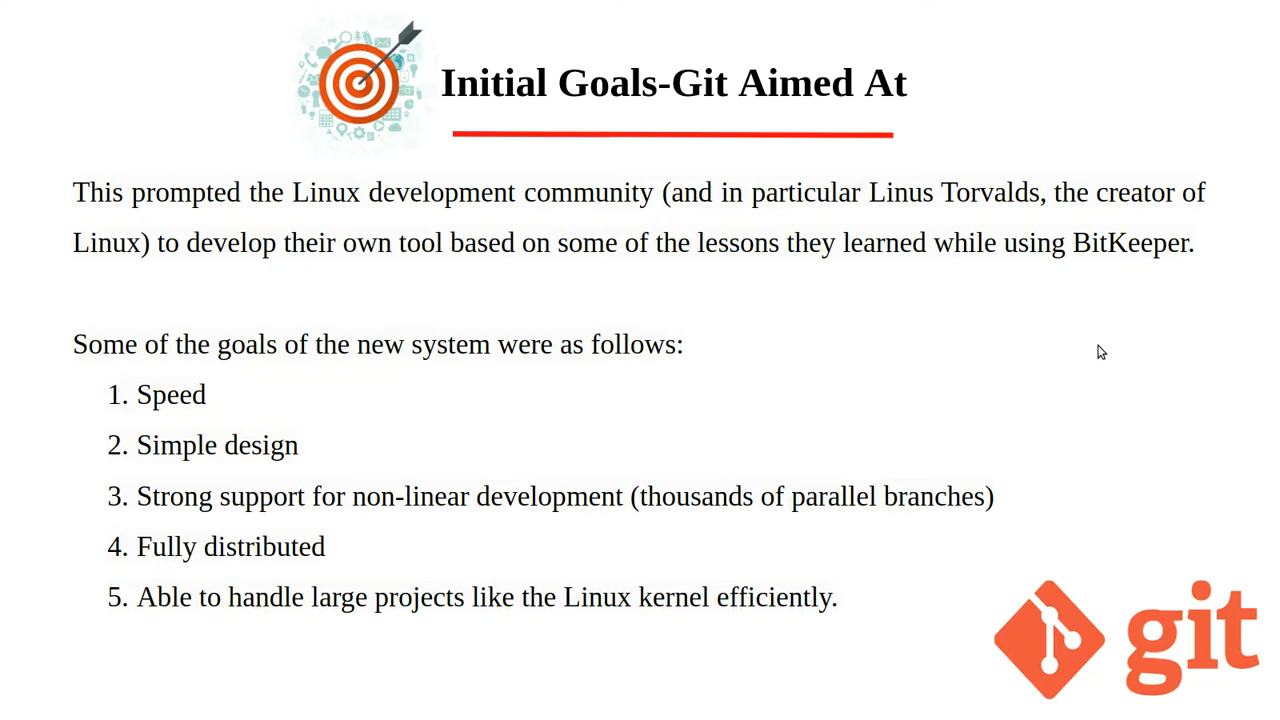 Initial Goals-Git Aimed At
This prompted the Linux development community (and in particular Linus Torvalds, the creator of
Linux) to develop their own tool based on some of the lessons they learned while using BitKeeper.
Some of the goals of the new system were as follows:
1. Speed
2. Simple design
3. Strong support for non-linear development (thousands of parallel branches)
4. Fully distributed
5. Able to handle large projects like the Linux kernel efficiently.
git